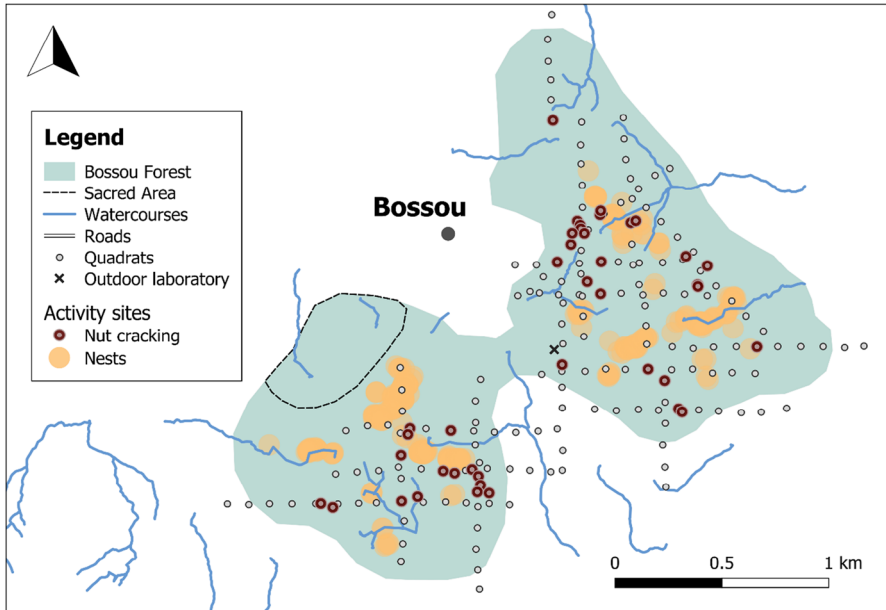 Legend
Bossou Forest
Sacred Area
Watercourses
Roads
Quadrats
Outdoor laboratory
Activity sites
Nut cracking
Nests
Bossou
0 0.5 1 km